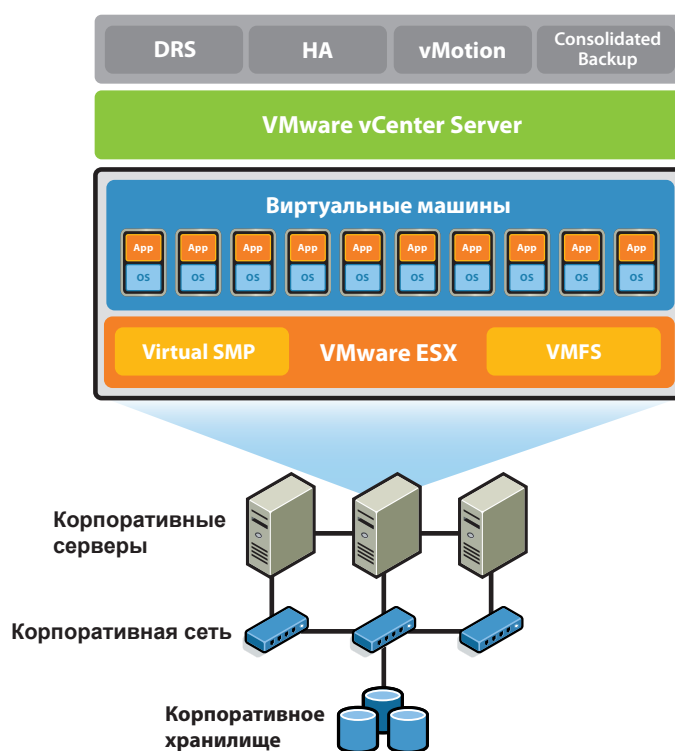 DRS HA vMotion Consolidated
Backup
VMware vCenter Server
Виртуальные машины
App App App App App App App App App App
OS OS OS OS OS OS OS OS OS OS
Virtual SMP VMware ESX VMFS
Корпоративные
серверы
Корпоративная сеть
Корпоративное
хранилище